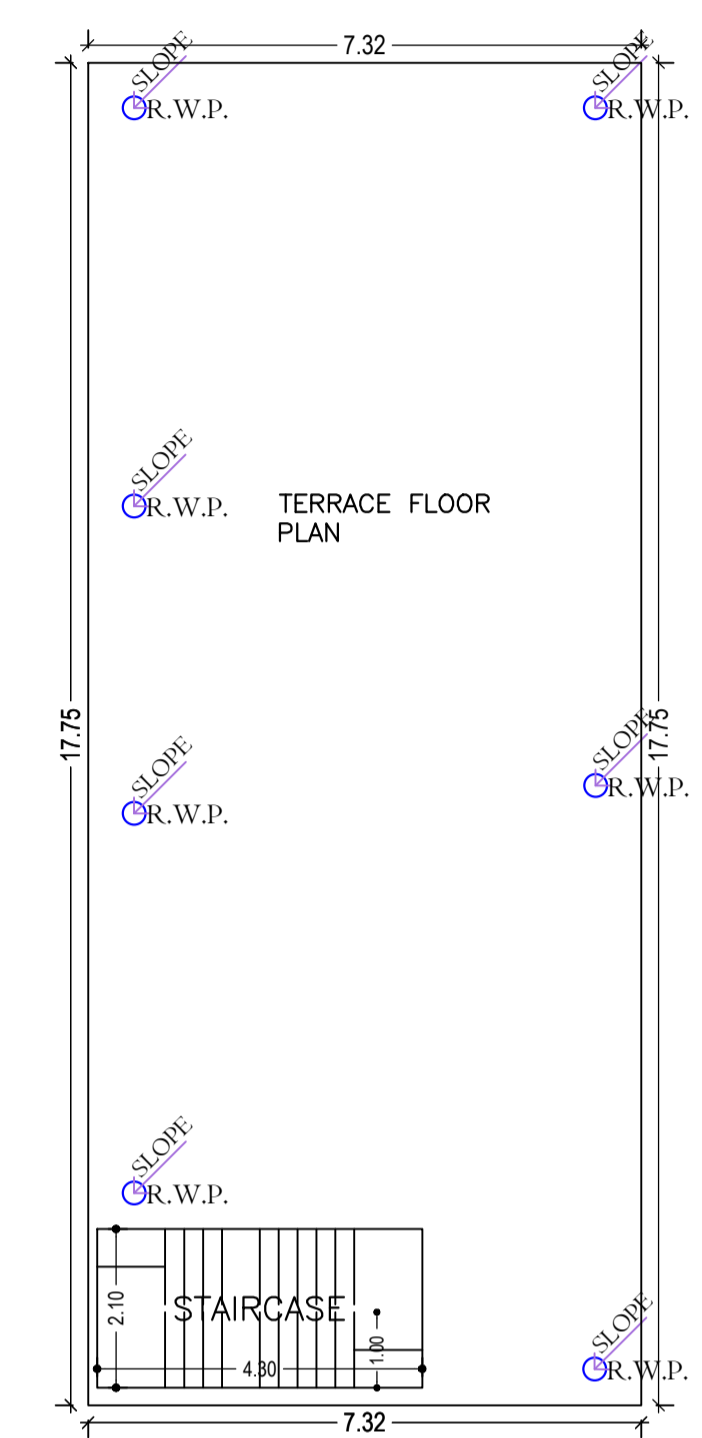 7.32
SLOPE
R.W.P.
SLOPE
R.W.P.
SLOPE
R.W.P.
TERRACE FLOOR
PLAN
17.75
17.75
SLOPE
R.W.P.
SLOPE
R.W.P.
SLOPE
R.W.P.
2.10
STAIRCASE
1.00
4.30
SLOPE
R.W.P.
7.32